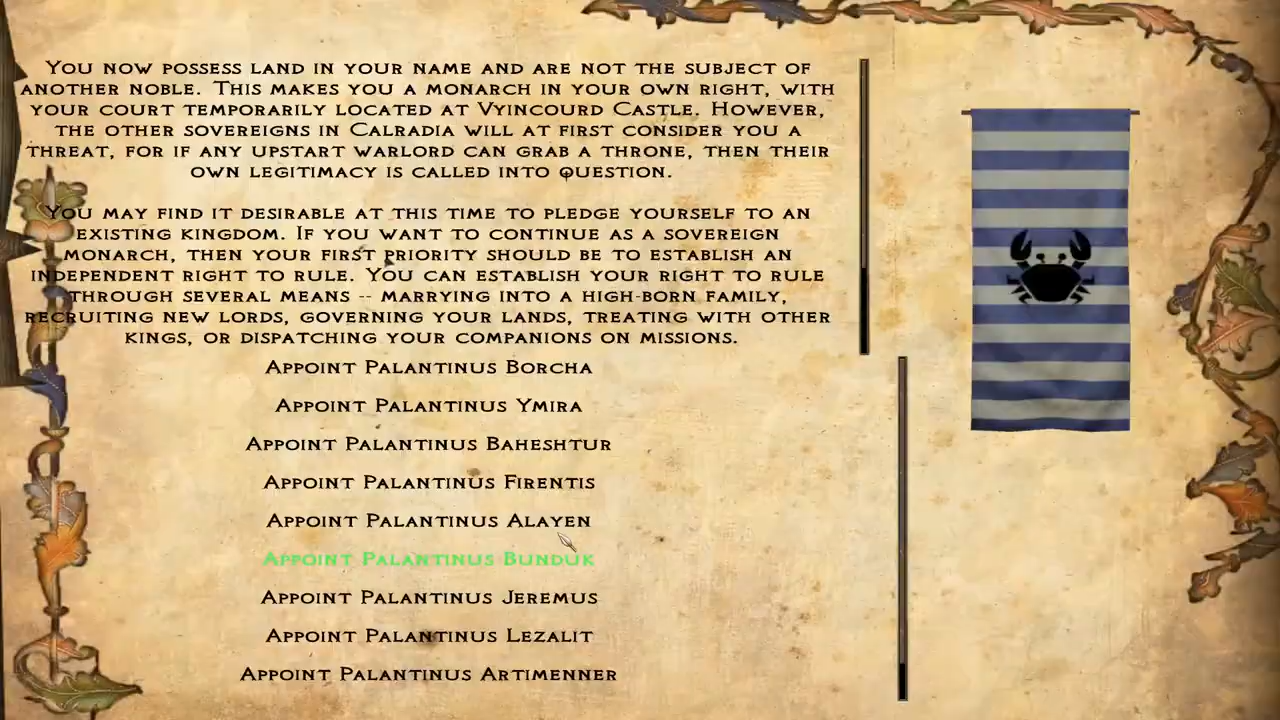 You now possess land in your name and are not the subject of
another noble. This makes you a monarch in your own right, with
your court temporarily located at Vyincourd Castle. However,
the other sovereigns in Calradia will at first consider you a
threat, for if any upstart warlord can grab a throne, then their
own legitimacy is called into question.
You may find it desirable at this time to pledge yourself to an
existing kingdom. If you want to continue as a sovereign
monarch, then your first priority should be to establish an
independent right to rule. You can establish your right to rule
through several means -- marrying into a high-born family,
recruiting new lords, governing your lands, treating with other
kings, or dispatching your companions on missions.
Appoint Palantinus Borcha
Appoint Palantinus Ymira
Appoint Palantinus Baheshtur
Appoint Palantinus Firentis
Appoint Palantinus Alayen
Appoint Palantinus Bunduk
Appoint Palantinus Jeremus
Appoint Palantinus Lezalit
Appoint Palantinus Artimenner